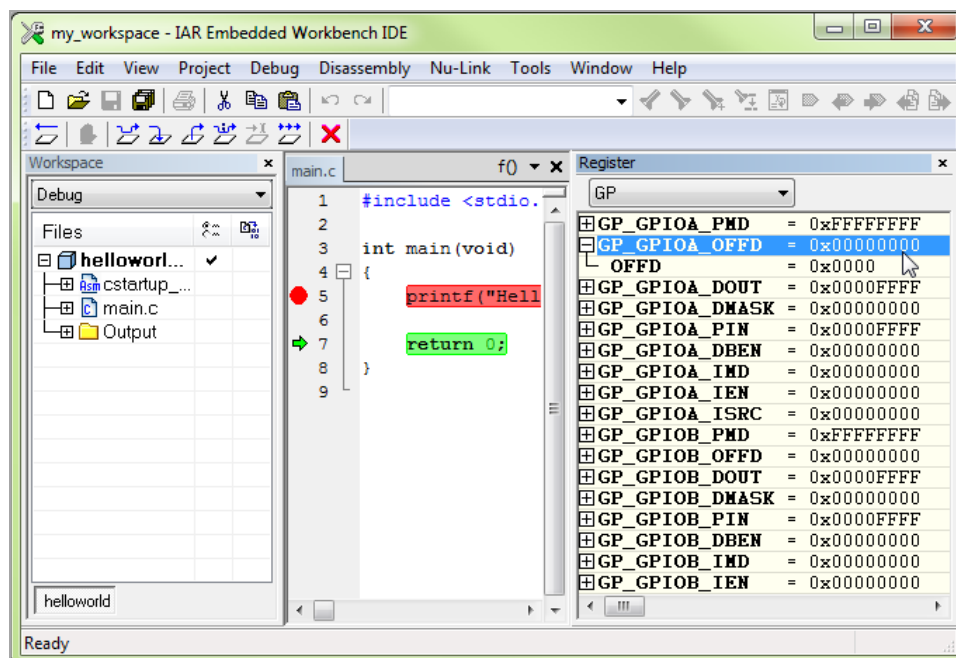 my_workspace - IAR Embedded Workbench IDE
File Edit View Project Debug Disassembly Nu-Link Tools Window Help
Workspace
Debug
Files
helloworl...
cstartup_...
main.c
Output
helloworld
main.c f()
1 #include <stdio.
2
3 int main(void)
4 {
5 printf("Hell
6
7 return 0;
8 }
9
Register
GP
GP_GPIOA_PMD = 0xFFFFFFFF
GP_GPIOA_OFFD = 0x00000000
OFFD = 0x0000
GP_GPIOA_DOUT = 0x0000FFFF
GP_GPIOA_DMASK = 0x00000000
GP_GPIOA_PIN = 0x0000FFFF
GP_GPIOA_DBEN = 0x00000000
GP_GPIOA_IMD = 0x00000000
GP_GPIOA_IEN = 0x00000000
GP_GPIOA_ISRC = 0x00000000
GP_GPIOB_PMD = 0xFFFFFFFF
GP_GPIOB_OFFD = 0x00000000
GP_GPIOB_DOUT = 0x0000FFFF
GP_GPIOB_DMASK = 0x00000000
GP_GPIOB_PIN = 0x0000FFFF
GP_GPIOB_DBEN = 0x00000000
GP_GPIOB_IMD = 0x00000000
GP_GPIOB_IEN = 0x00000000
Ready